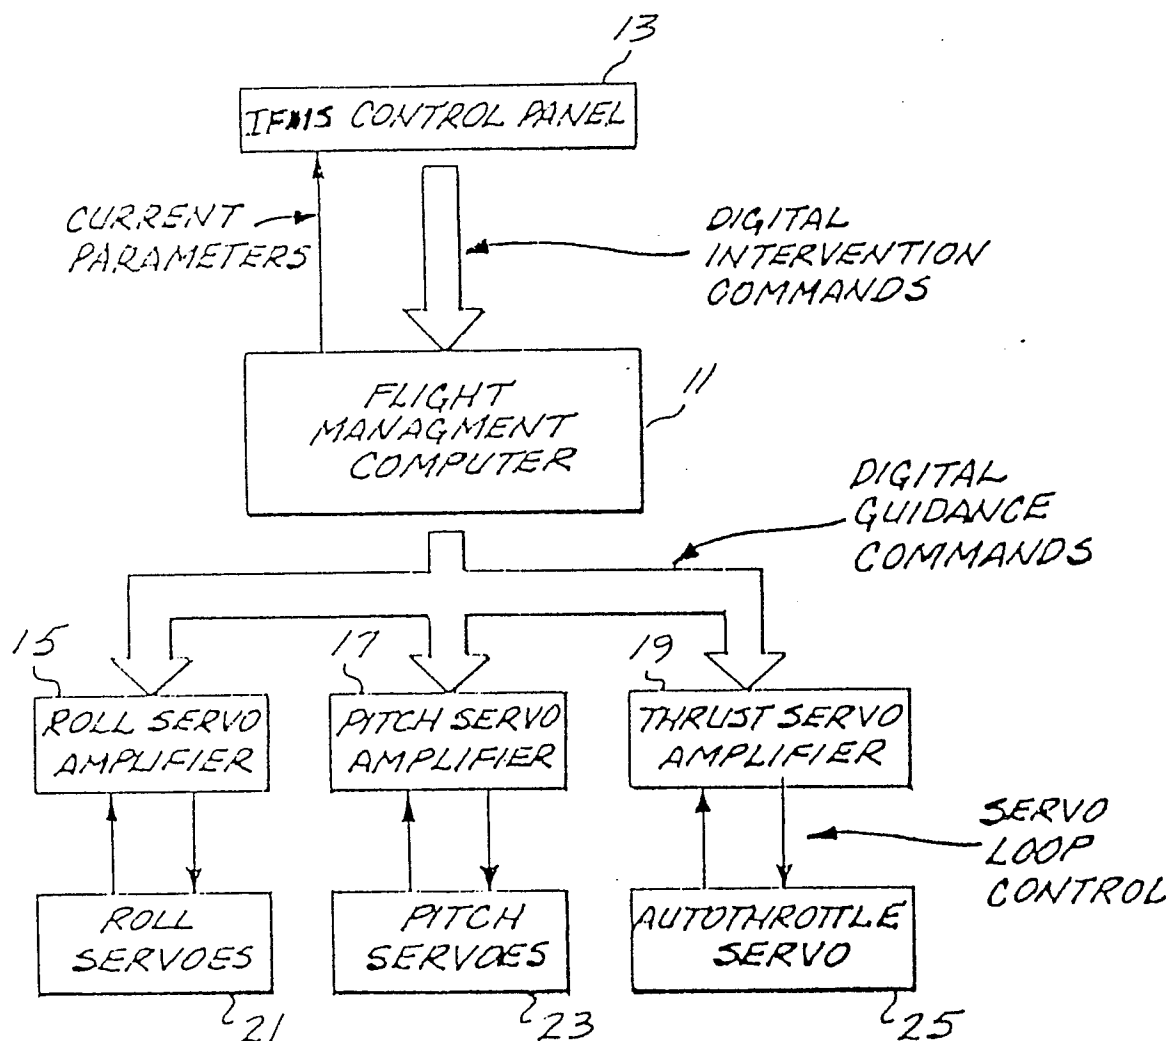 13
IFMS CONTROL PANEL
CURRENT
PARAMETERS
DIGITAL
INTERVENTION
COMMANDS
FLIGHT
MANAGMENT
COMPUTER
11
DIGITAL
GUIDANCE
COMMANDS
15
17
19
ROLL SERVO
AMPLIFIER
PITCH SERVO
AMPLIFIER
THRUST SERVO
AMPLIFIER
SERVO
LOOP
CONTROL
ROLL
SERVOES
PITCH
SERVOES
AUTOTHROTTLE
SERVO
21
23
25